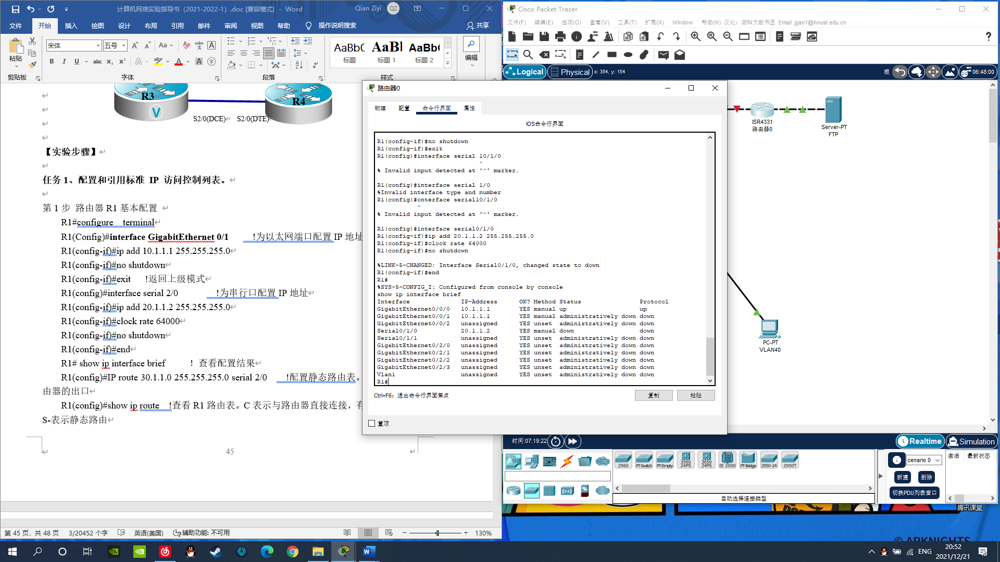 计算机网络实验指导书（2021-2022-1）.doc [兼容模式] - Word
Qian Ziyi QZ
文件 开始 插入 绘图 设计 布局 引用 邮件 审阅 视图 帮助 操作说明搜索 共享
粘贴
宋体 五号
AaBbC AaBl AaBb(
标题 标题 1 标题 2
编辑
剪贴板 字体 段落 样式
R3 R4
V
S2/0(DCE) S2/0(DTE)
【实验步骤】
任务 1、配置和引用标准 IP 访问控制列表。
第 1 步 路由器 R1 基本配置
R1#configure terminal
R1(Config)#interface GigabitEthernet 0/1 !为以太网端口配置 IP 地址
R1(config-if)#ip add 10.1.1.1 255.255.255.0
R1(config-if)#no shutdown
R1(config-if)#exit !返回上级模式
R1(config)#interface serial 2/0 !为串行口配置 IP 地址
R1(config-if)#ip add 20.1.1.2 255.255.255.0
R1(config-if)#clock rate 64000
R1(config-if)#no shutdown
R1(config-if)#end
R1# show ip interface brief ！查看配置结果
R1(config)#IP route 30.1.1.0 255.255.255.0 serial 2/0 !配置静态路由表。
由器的出口
R1(config)#show ip route !查看 R1 路由表。C 表示与路由器直接连接，有
S-表示静态路由
45
第 45 页，共 48 页 3/20452 个字 英语(美国) 辅助功能: 不可用 130%
Cisco Packet Tracer
文件(F) 编辑(E) 选项(O) 查看(V) 工具(T) 扩展(X) Window 帮助(H) 汉化：湖科大教书匠 Email: jgao1@hnust.edu.cn
Logical Physical x: 354, y: 154 根 06:48:00
ISR4331
路由器0
Server-PT
FTP
PC-PT
VLAN40
路由器0
物理 配置 命令行界面 属性
IOS命令行界面
R1(config-if)#no shutdown
R1(config-if)#exit
R1(config)#interface serial 10/1/0
^
% Invalid input detected at '^' marker.
R1(config)#interface serial 1/0
%Invalid interface type and number
R1(config)#onterface serial10/1/0
^
% Invalid input detected at '^' marker.
R1(config)#interface serial0/1/0
R1(config-if)#ip add 20.1.1.2 255.255.255.0
R1(config-if)#clock rate 64000
R1(config-if)#no shutdown
%LINK-5-CHANGED: Interface Serial0/1/0, changed state to down
R1(config-if)#end
R1#
%SYS-5-CONFIG_I: Configured from console by console
show ip interface brief
Interface IP-Address OK? Method Status Protocol
GigabitEthernet0/0/0 10.1.1.1 YES manual up up
GigabitEthernet0/0/1 10.1.1.1 YES manual administratively down down
GigabitEthernet0/0/2 unassigned YES unset administratively down down
Serial0/1/0 20.1.1.2 YES manual down down
Serial0/1/1 unassigned YES unset administratively down down
GigabitEthernet0/2/0 unassigned YES unset administratively down down
GigabitEthernet0/2/1 unassigned YES unset administratively down down
GigabitEthernet0/2/2 unassigned YES unset administratively down down
GigabitEthernet0/2/3 unassigned YES unset administratively down down
Vlan1 unassigned YES unset administratively down down
R1#
Ctrl+F6: 退出命令行界面焦点 复制 粘贴
置顶
时间:07:19:22 Realtime Simulation
2960 PT-Switch PT-Empty 3560 24PS 3650 24PS IE 2000 PT-Bridge 2950-24 2950T
自动选择连接类型
cenario 0
新建 删除
切换PDU列表窗口
激活 最新状态
腾讯课堂
© ARKNIGHTS
ENG 20:52
2021/12/21